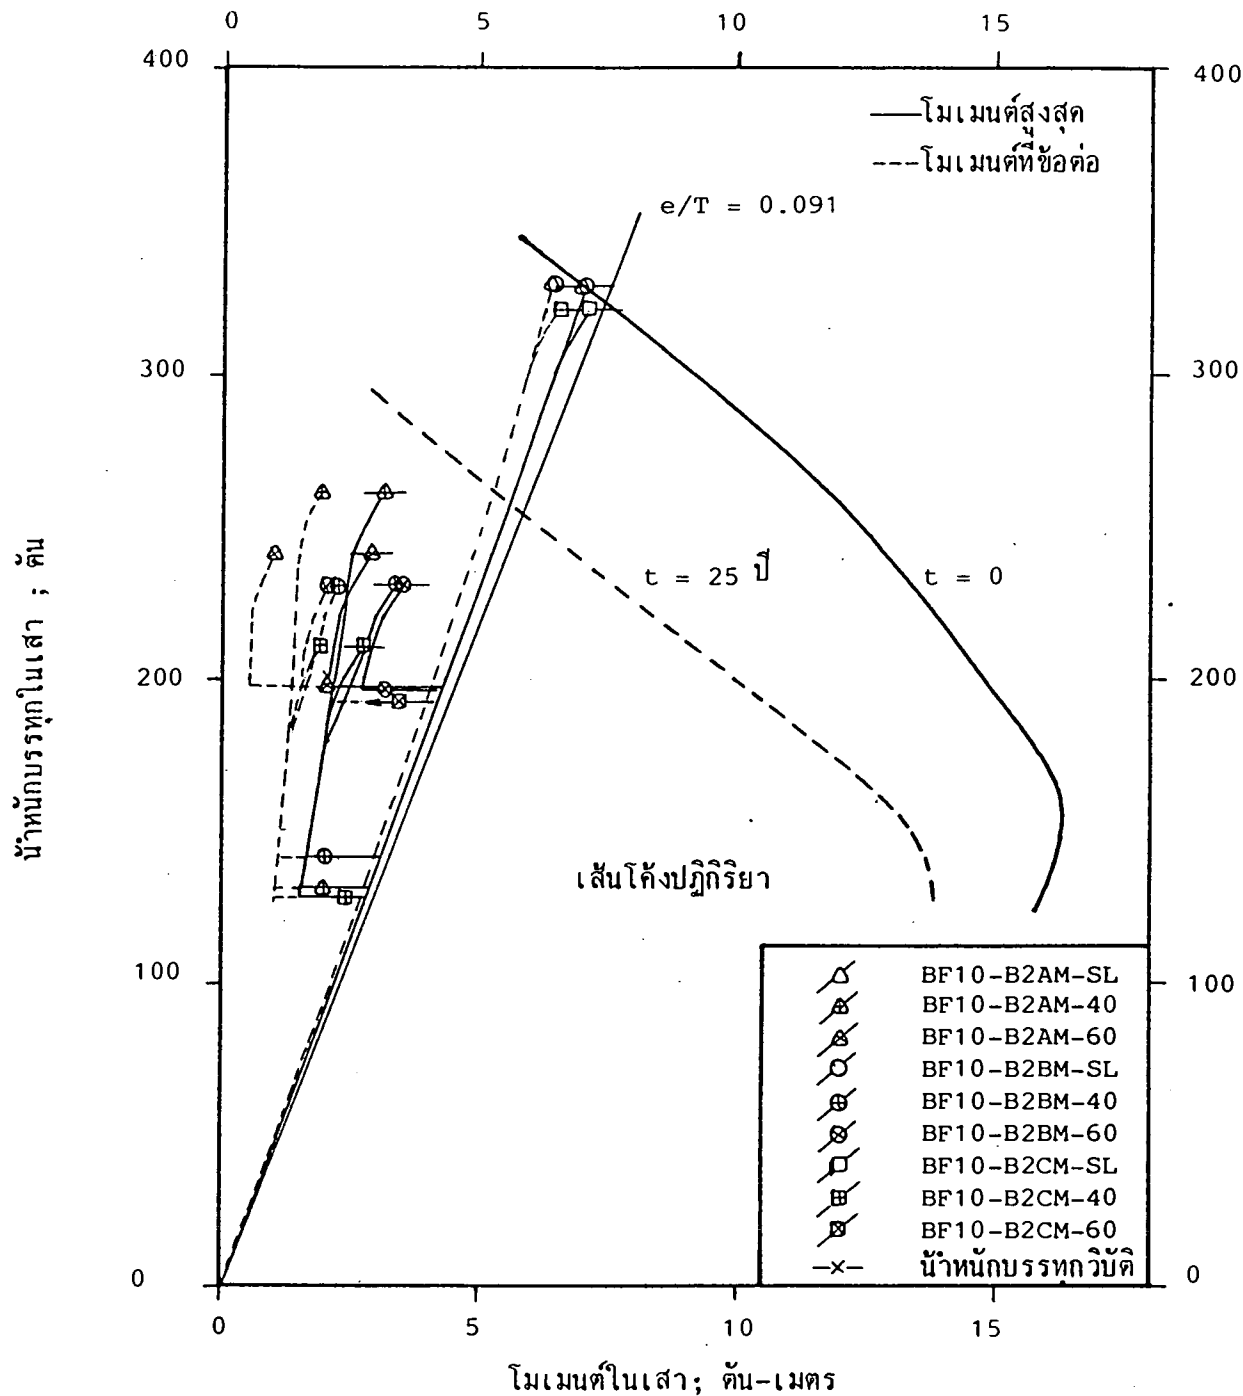 0 5 10 15
400 400
โมเมนต์สูงสุด
โมเมนต์ที่ข้อต่อ
e/T = 0.091
300 300
t = 25 ปี
t = 0
200 200
น้ำหนักบรรทุกในเสา ; ตัน
เส้นโค้งปฏิกิริยา
100 100
BF10-B2AM-SL
BF10-B2AM-40
BF10-B2AM-60
BF10-B2BM-SL
BF10-B2BM-40
BF10-B2BM-60
BF10-B2CM-SL
BF10-B2CM-40
BF10-B2CM-60
น้ำหนักบรรทุกวิบัติ
0 0
0 5 10 15
โมเมนต์ในเสา; ตัน-เมตร